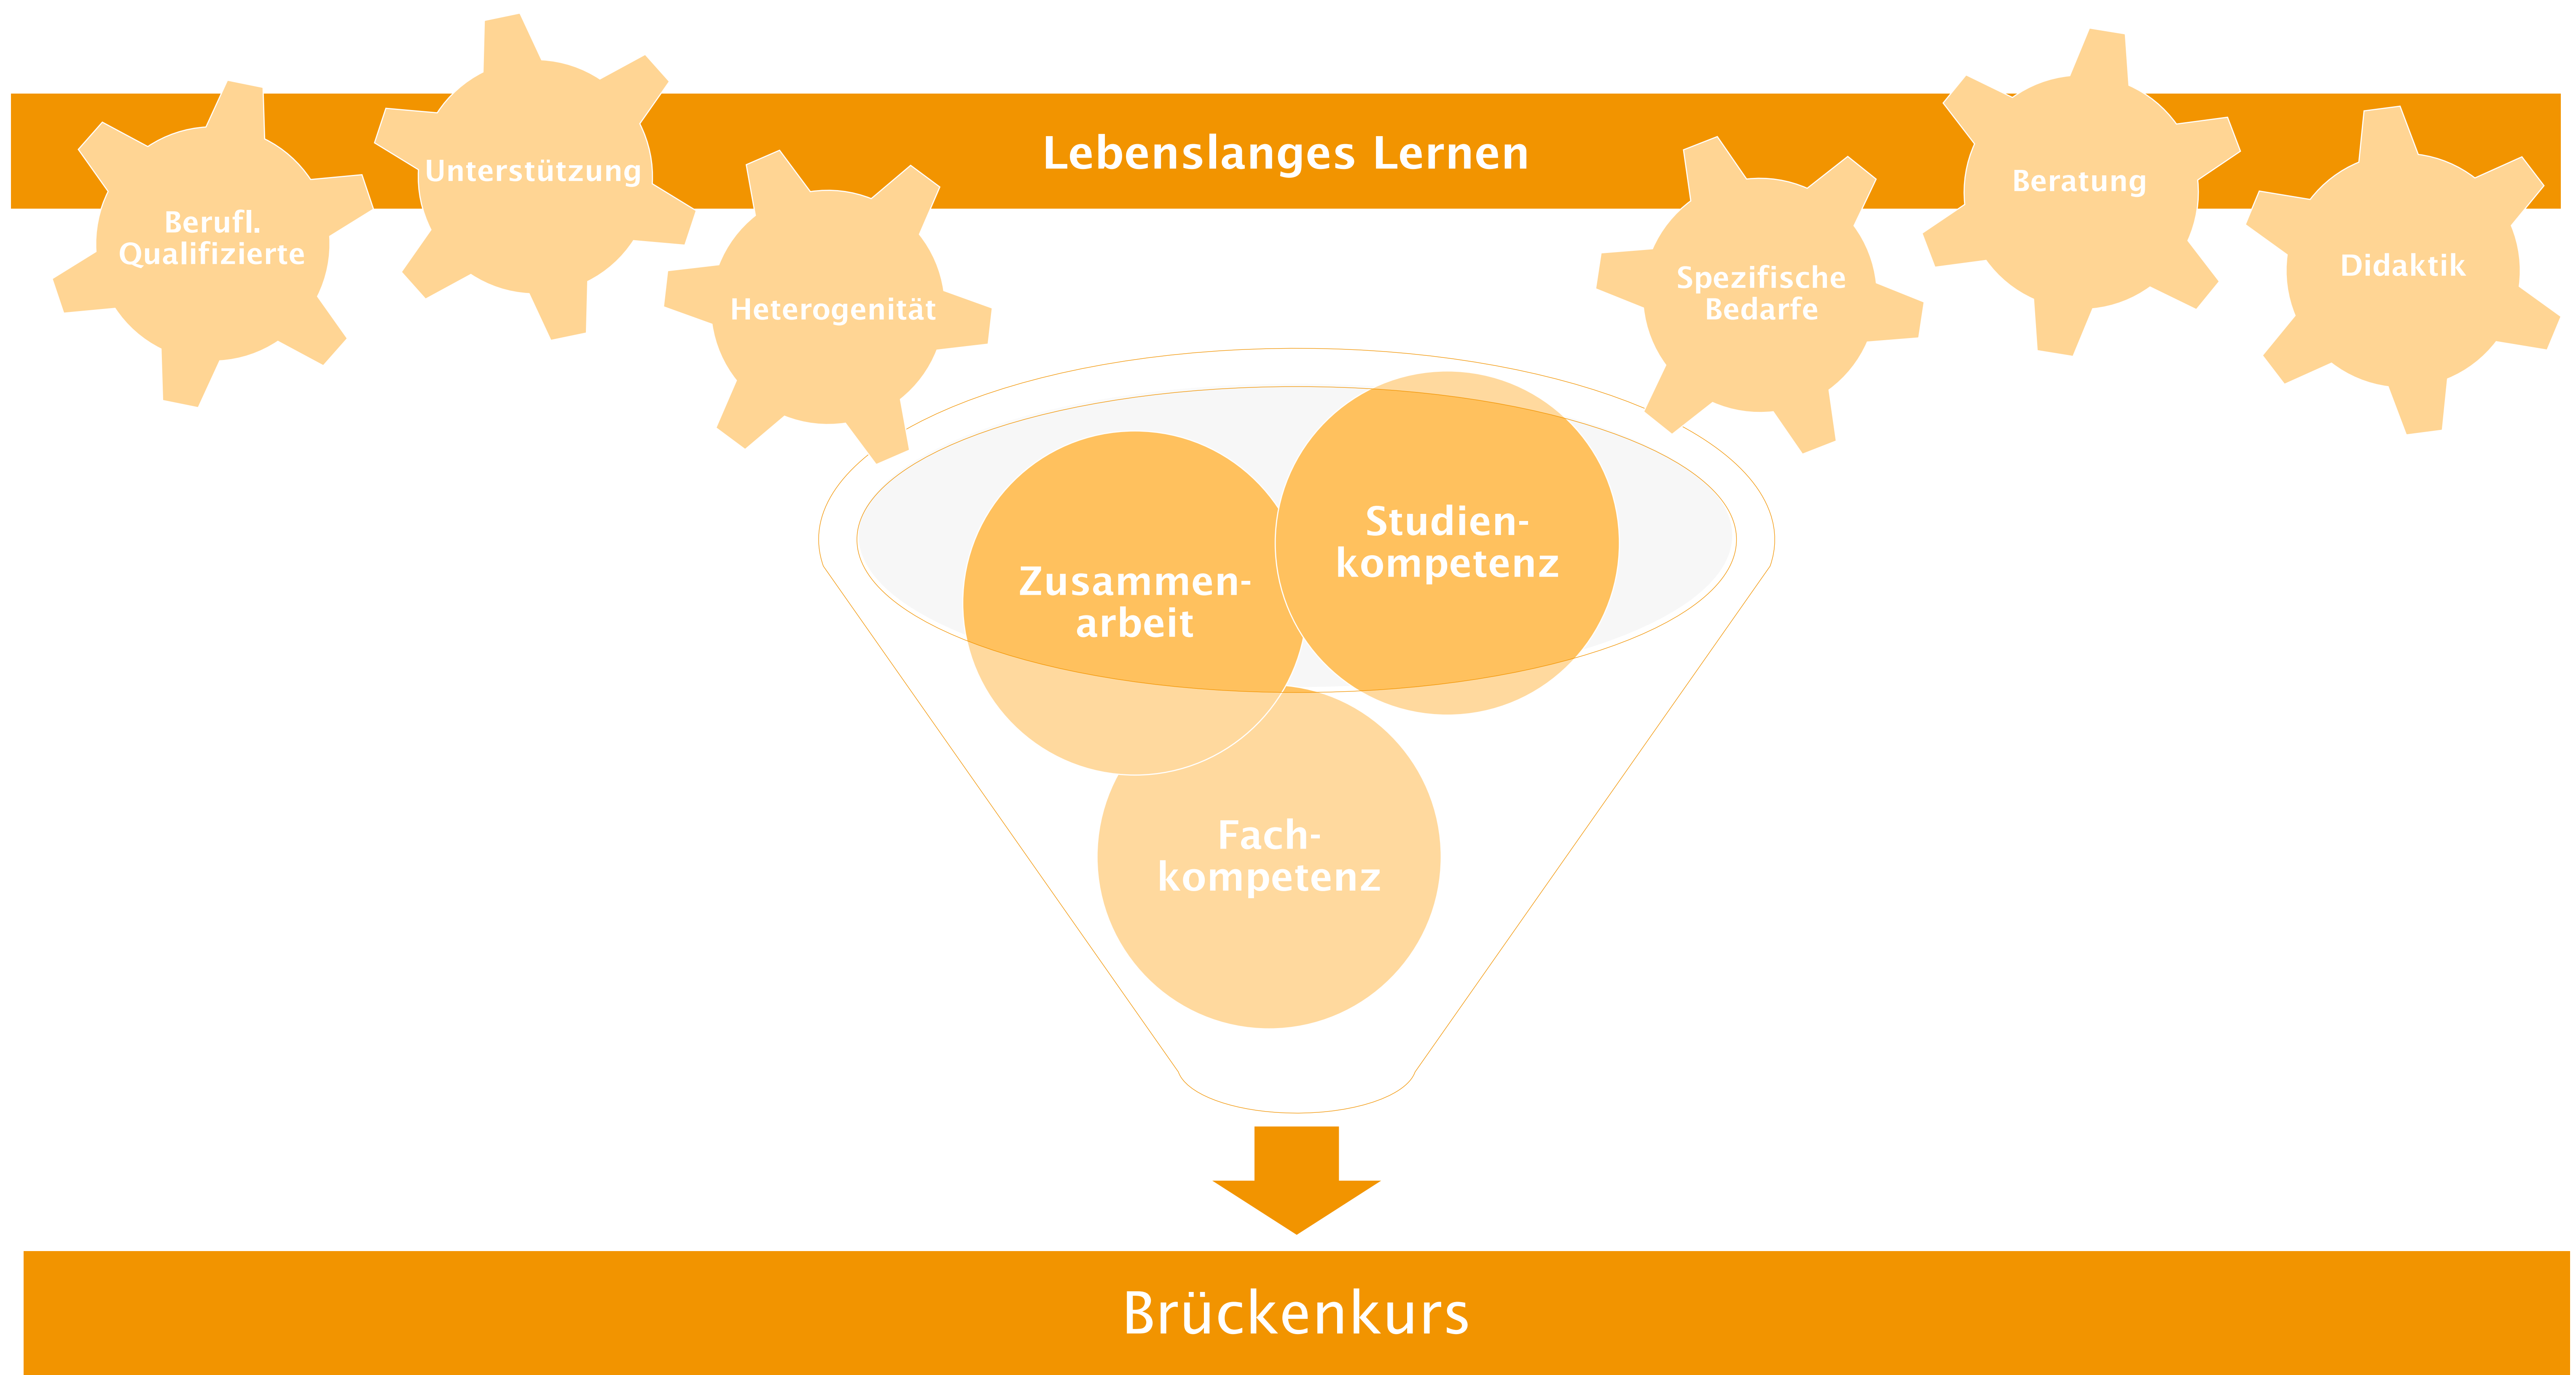 Lebenslanges Lernen
Berufl.
Qualifizierte
Unterstützung
Heterogenität
Spezifische
Bedarfe
Beratung
Didaktik
Zusammen-
arbeit
Studien-
kompetenz
Fach-
kompetenz
Brückenkurs